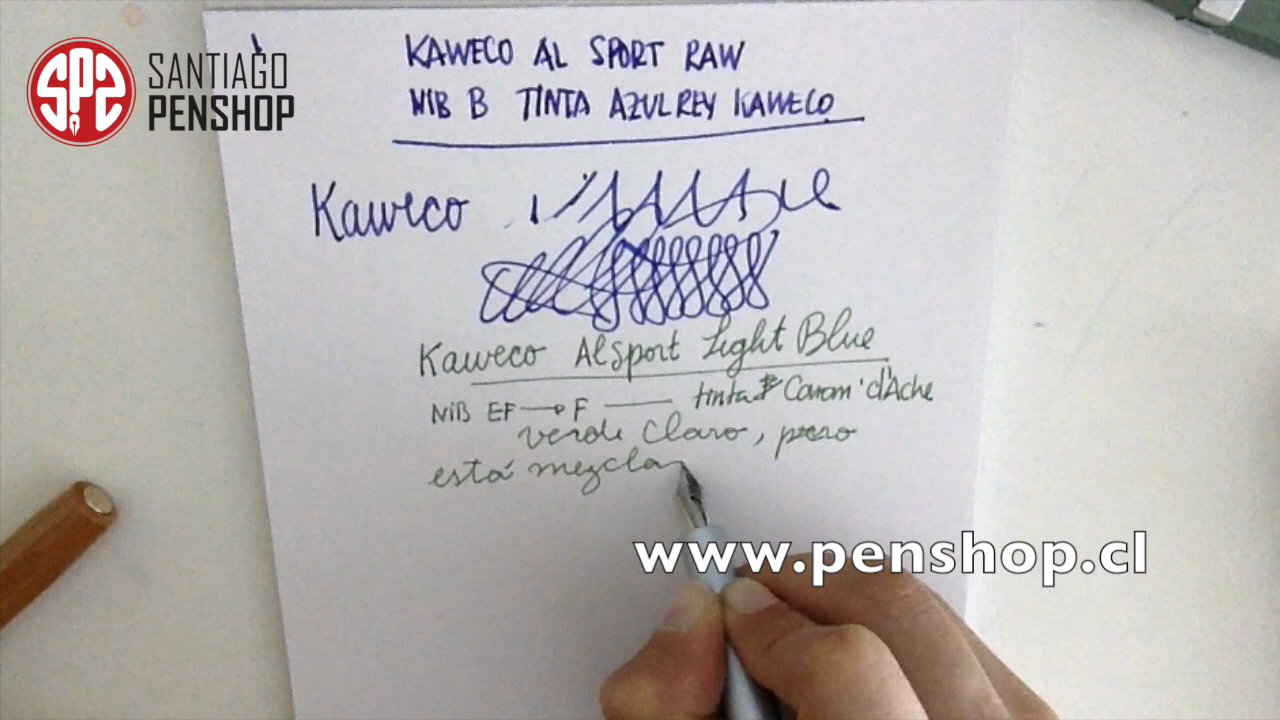 SPS
SANTIAGO
PENSHOP
KAWECO AL SPORT RAW
NIB B TINTA AZUL REY KAWECO
Kaweco
Kaweco AlSport Light Blue
NIB EF F tinta Caran d'Ache
verde claro, pero
está mezcla
www.penshop.cl